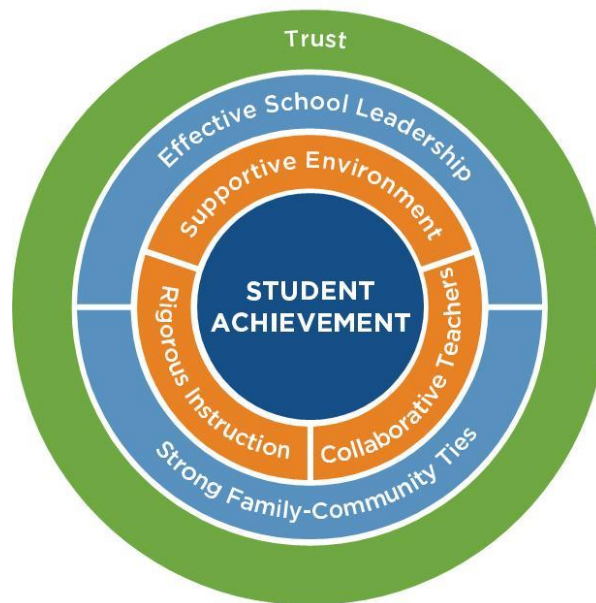 Trust
Effective School Leadership
Supportive Environment
STUDENT
ACHIEVEMENT
Rigorous Instruction
Collaborative Teachers
Strong Family-Community Ties